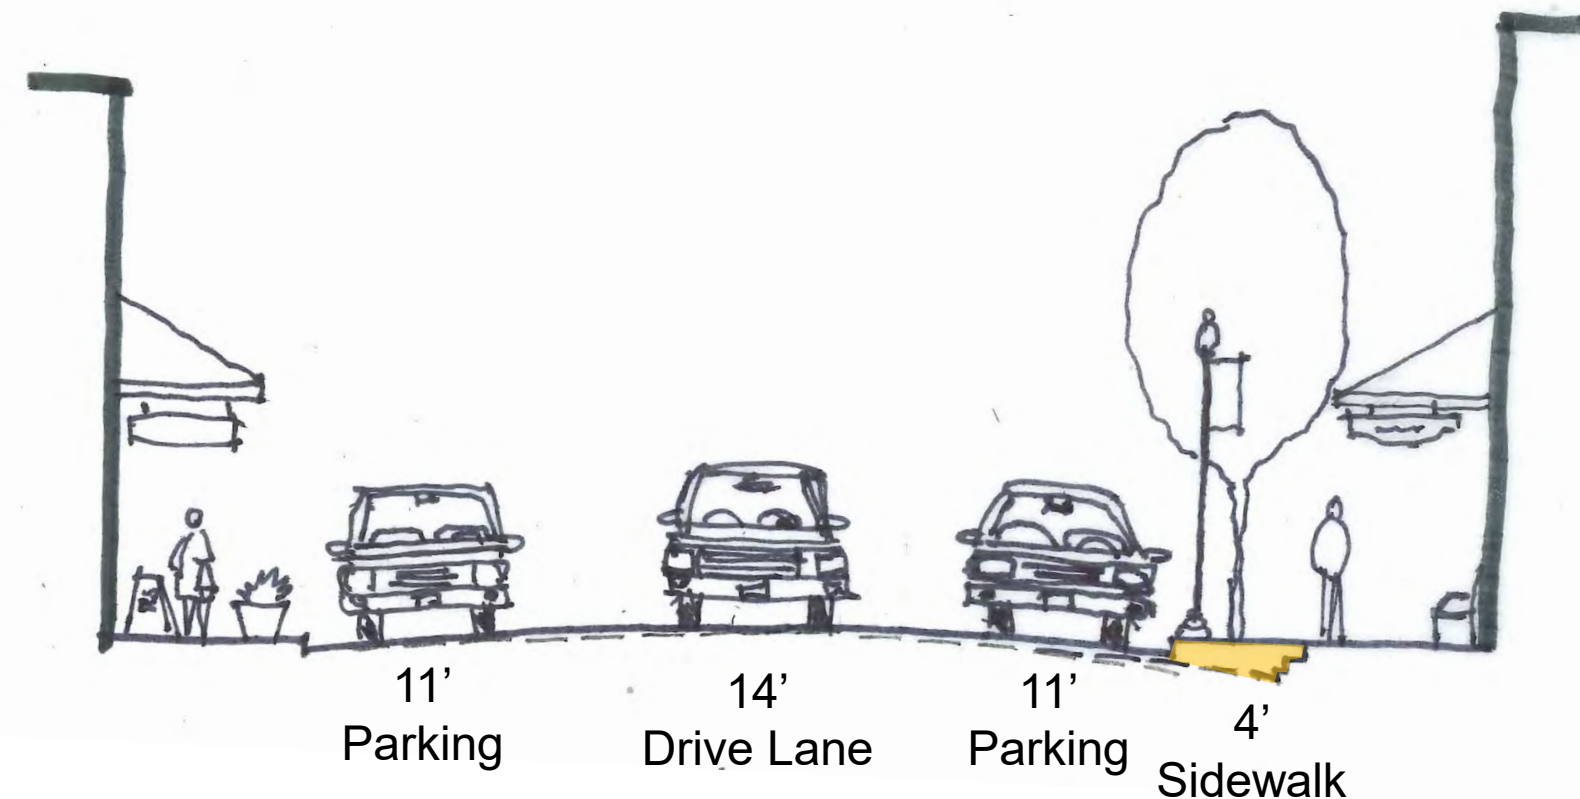 11’
Parking
14’
Drive Lane
11’
Parking
4’
Sidewalk